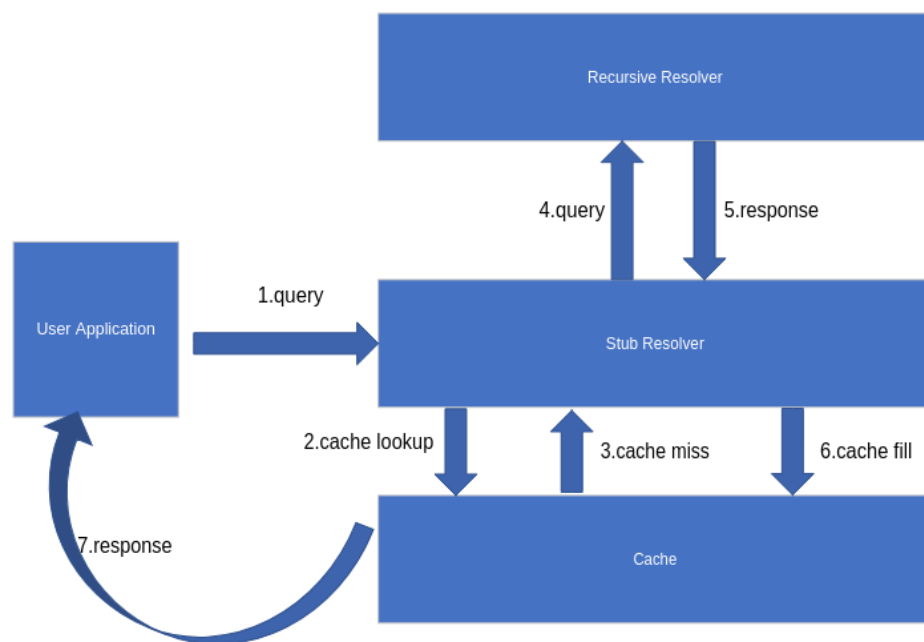 Recursive Resolver
4.query
5.response
1.query
User Application
Stub Resolver
2.cache lookup
3.cache miss
6.cache fill
7.response
Cache